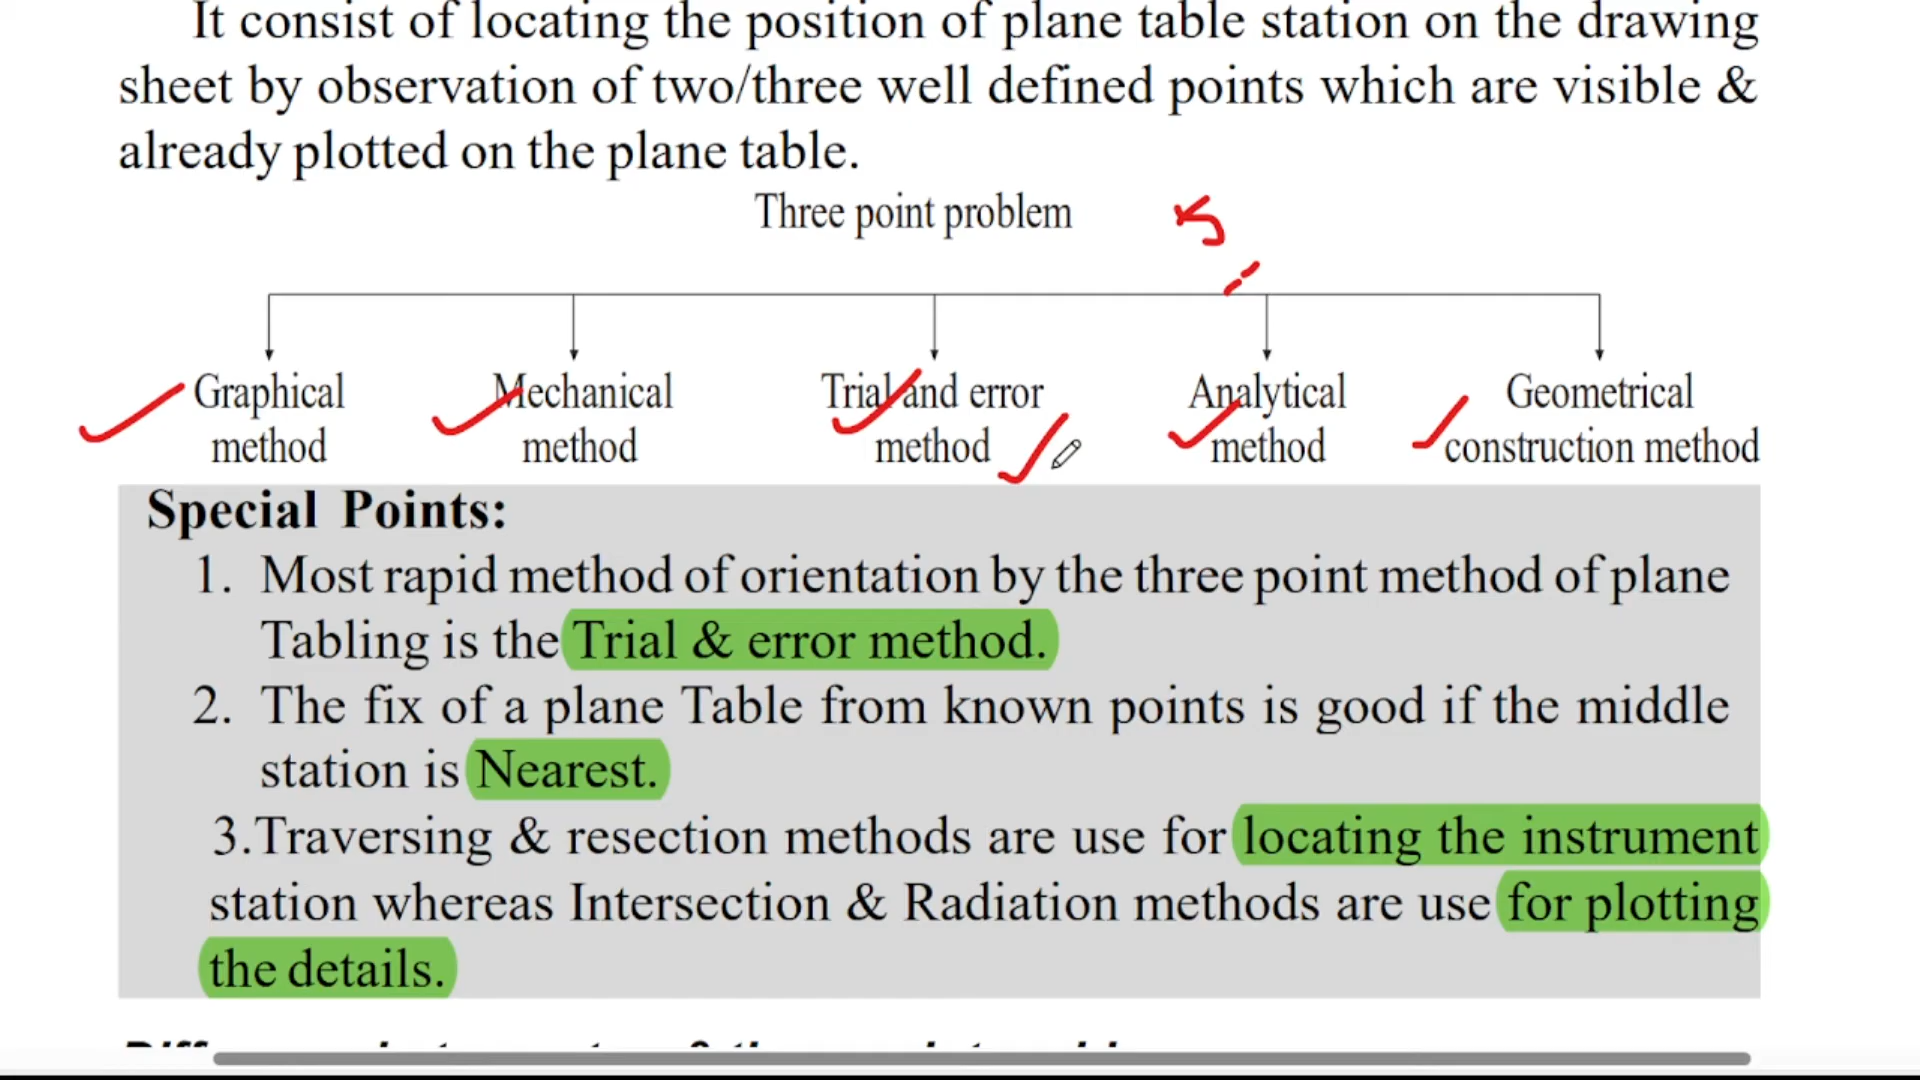 It consist of locating the position of plane table station on the drawing
sheet by observation of two/three well defined points which are visible &
already plotted on the plane table.
Three point problem
Graphical method
Mechanical method
Trial and error method
Analytical method
Geometrical construction method
Special Points:
1. Most rapid method of orientation by the three point method of plane
Tabling is the Trial & error method.
2. The fix of a plane Table from known points is good if the middle
station is Nearest.
3.Traversing & resection methods are use for locating the instrument
station whereas Intersection & Radiation methods are use for plotting
the details.